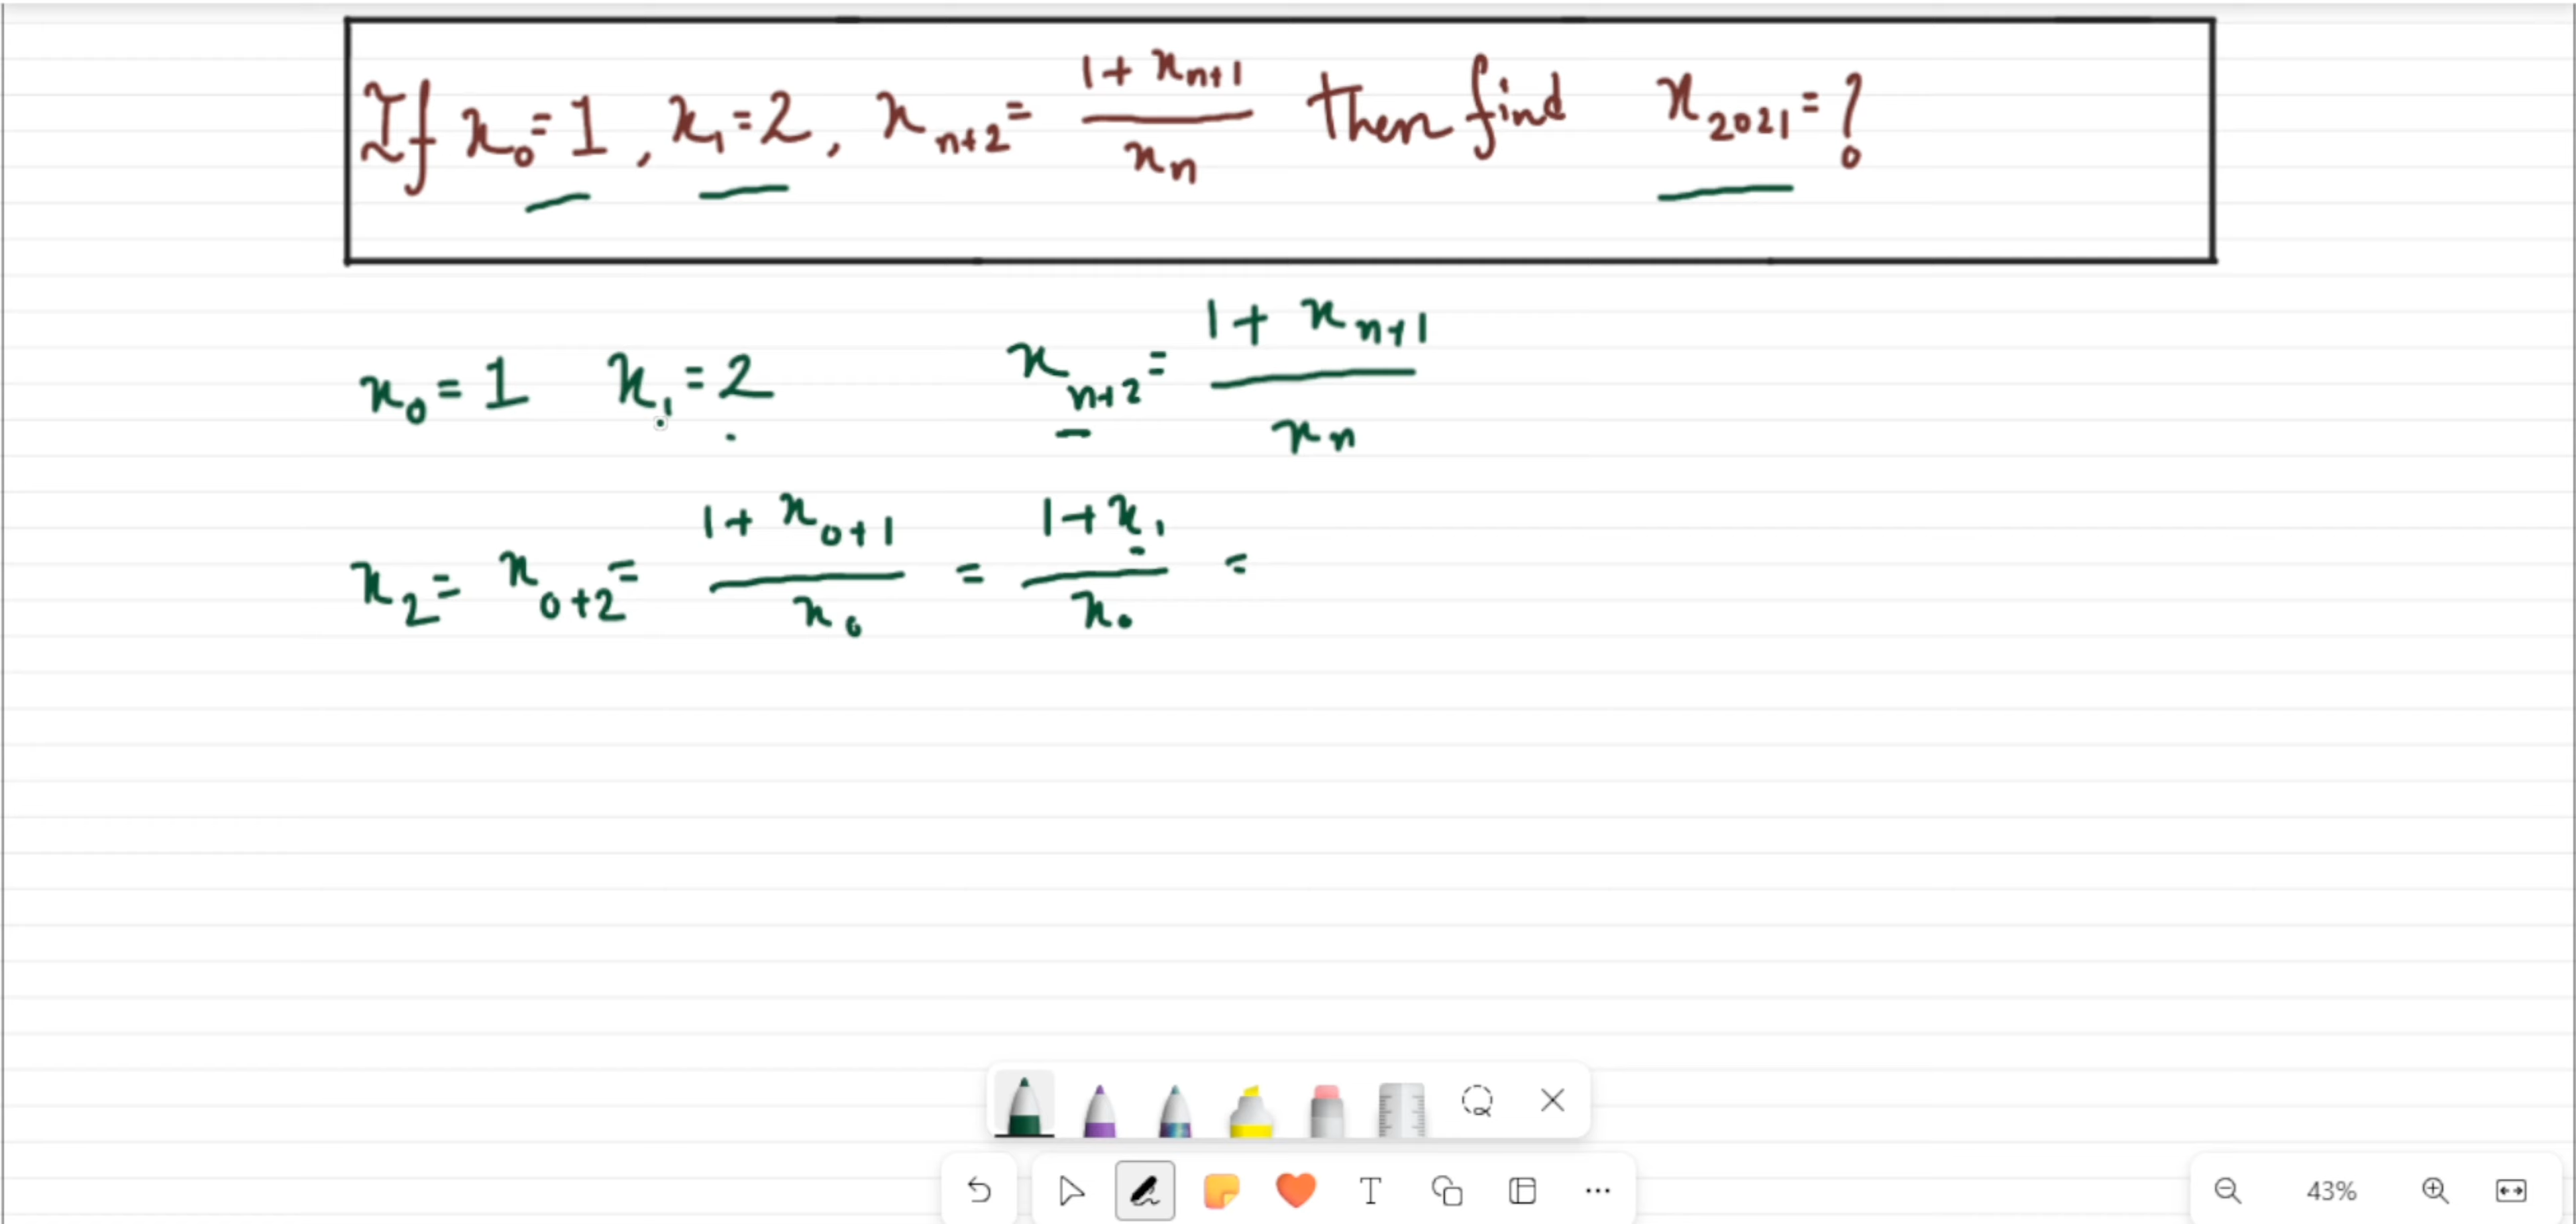 If x₀ = 1, x₁ = 2, xₙ₊₂ = (1 + xₙ₊₁)/xₙ then find x₂₀₂₁ = ?
x₀ = 1 x₁ = 2 xₙ₊₂ = (1 + xₙ₊₁)/xₙ
x₂ = x₀₊₂ = (1 + x₀₊₁)/x₀ = (1 + x₁)/x₀ =
T
43%